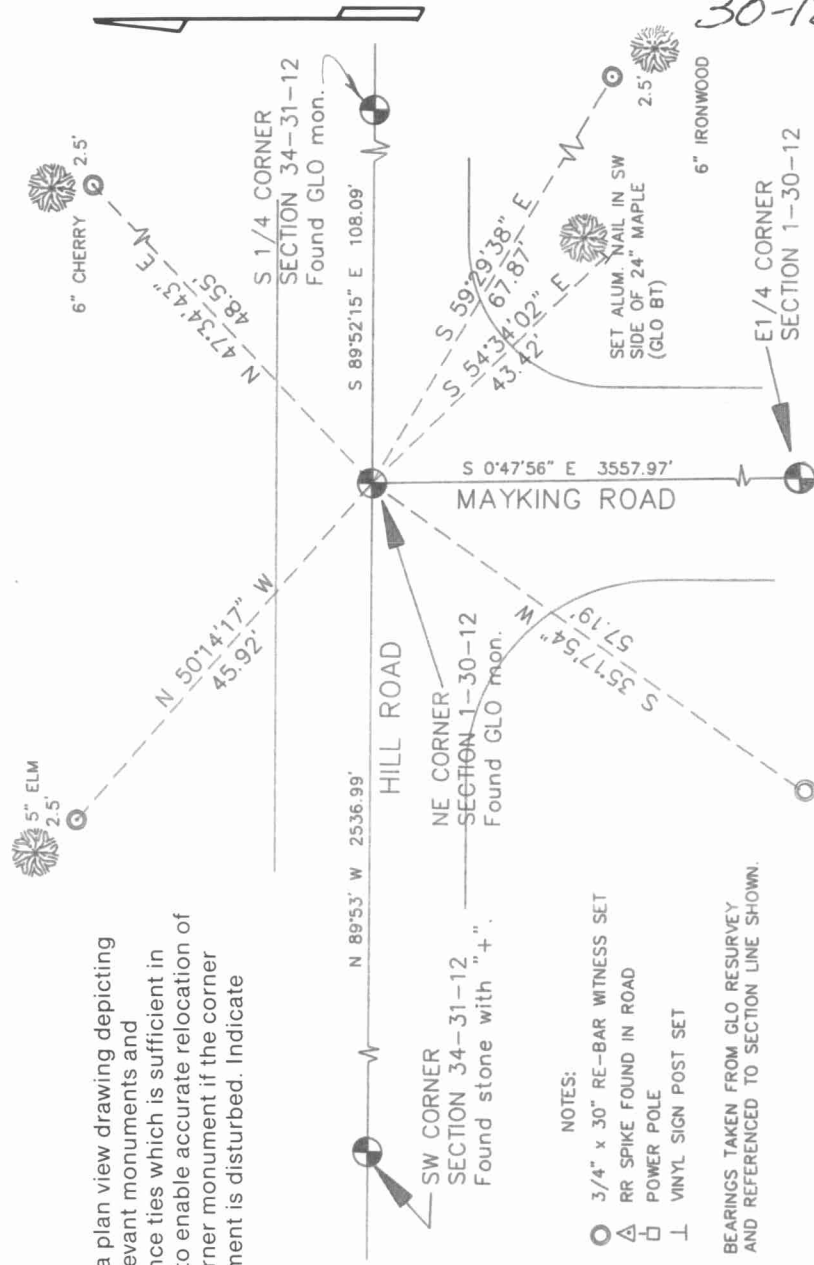 30-12
a plan view drawing depicting
evant monuments and
nce ties which is sufficient in
to enable accurate relocation of
rner monument if the corner
ment is disturbed. Indicate
5" ELM
2.5'
N 50°14'17" W
45.92'
6" CHERRY 2.5'
N 47°34'43" E
48.55'
S 1/4 CORNER
SECTION 34-31-12
Found GLO mon.
N 89°53' W 2536.99'
S 89°52'15" E 108.09'
HILL ROAD
SW CORNER
SECTION 34-31-12
Found stone with "+".
NE CORNER
SECTION 1-30-12
Found GLO mon.
S 59°29'38" E
67.87'
S 54°34'02" E
43.42'
2.5'
6" IRONWOOD
SET ALUM. NAIL IN SW
SIDE OF 24" MAPLE
(GLO BT)
S 0°47'56" E 3557.97'
MAYKING ROAD
S 35°17'54" W
57.19'
E1/4 CORNER
SECTION 1-30-12
NOTES:
3/4" x 30" RE-BAR WITNESS SET
RR SPIKE FOUND IN ROAD
POWER POLE
VINYL SIGN POST SET
BEARINGS TAKEN FROM GLO RESURVEY
AND REFERENCED TO SECTION LINE SHOWN.